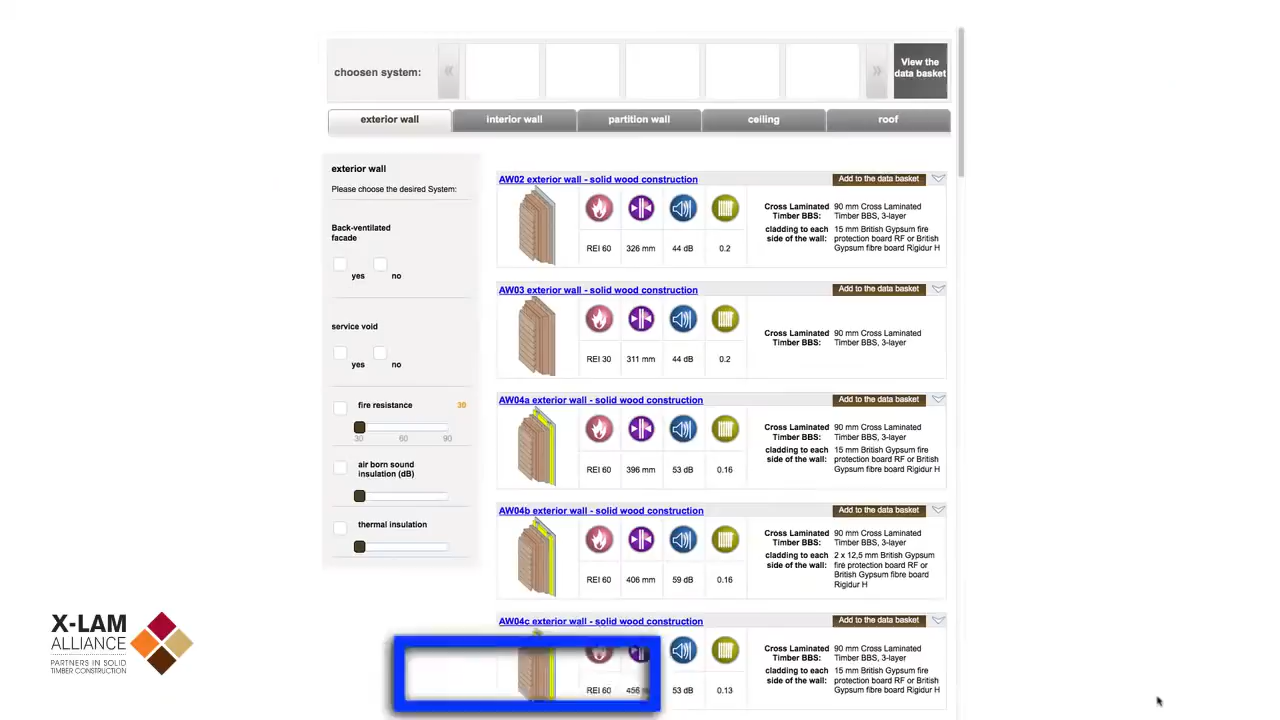 choosen system:
«
»
View the
data basket
exterior wall
interior wall
partition wall
ceiling
roof
exterior wall
Please choose the desired System:
Back-ventilated
facade
yes
no
service void
yes
no
fire resistance
30
30
60
90
air born sound
insulation (dB)
thermal insulation
AW02 exterior wall - solid wood construction
Add to the data basket
REI 60
326 mm
44 dB
0.2
Cross Laminated
Timber BBS:
90 mm Cross Laminated
Timber BBS, 3-layer
cladding to each
side of the wall:
15 mm British Gypsum fire
protection board RF or British
Gypsum fibre board Rigidur H
AW03 exterior wall - solid wood construction
Add to the data basket
REI 30
311 mm
44 dB
0.2
Cross Laminated
Timber BBS:
90 mm Cross Laminated
Timber BBS, 3-layer
AW04a exterior wall - solid wood construction
Add to the data basket
REI 60
396 mm
53 dB
0.16
Cross Laminated
Timber BBS:
90 mm Cross Laminated
Timber BBS, 3-layer
cladding to each
side of the wall:
15 mm British Gypsum fire
protection board RF or British
Gypsum fibre board Rigidur H
AW04b exterior wall - solid wood construction
Add to the data basket
REI 60
406 mm
59 dB
0.16
Cross Laminated
Timber BBS:
90 mm Cross Laminated
Timber BBS, 3-layer
cladding to each
side of the wall:
2 x 12,5 mm British Gypsum
fire protection board RF or
British Gypsum fibre board
Rigidur H
AW04c exterior wall - solid wood construction
Add to the data basket
REI 60
456
53 dB
0.13
Cross Laminated
Timber BBS:
90 mm Cross Laminated
Timber BBS, 3-layer
cladding to each
side of the wall:
15 mm British Gypsum fire
protection board RF or British
Gypsum fibre board Rigidur H
X-LAM
ALLIANCE
PARTNERS IN SOLID
TIMBER CONSTRUCTION